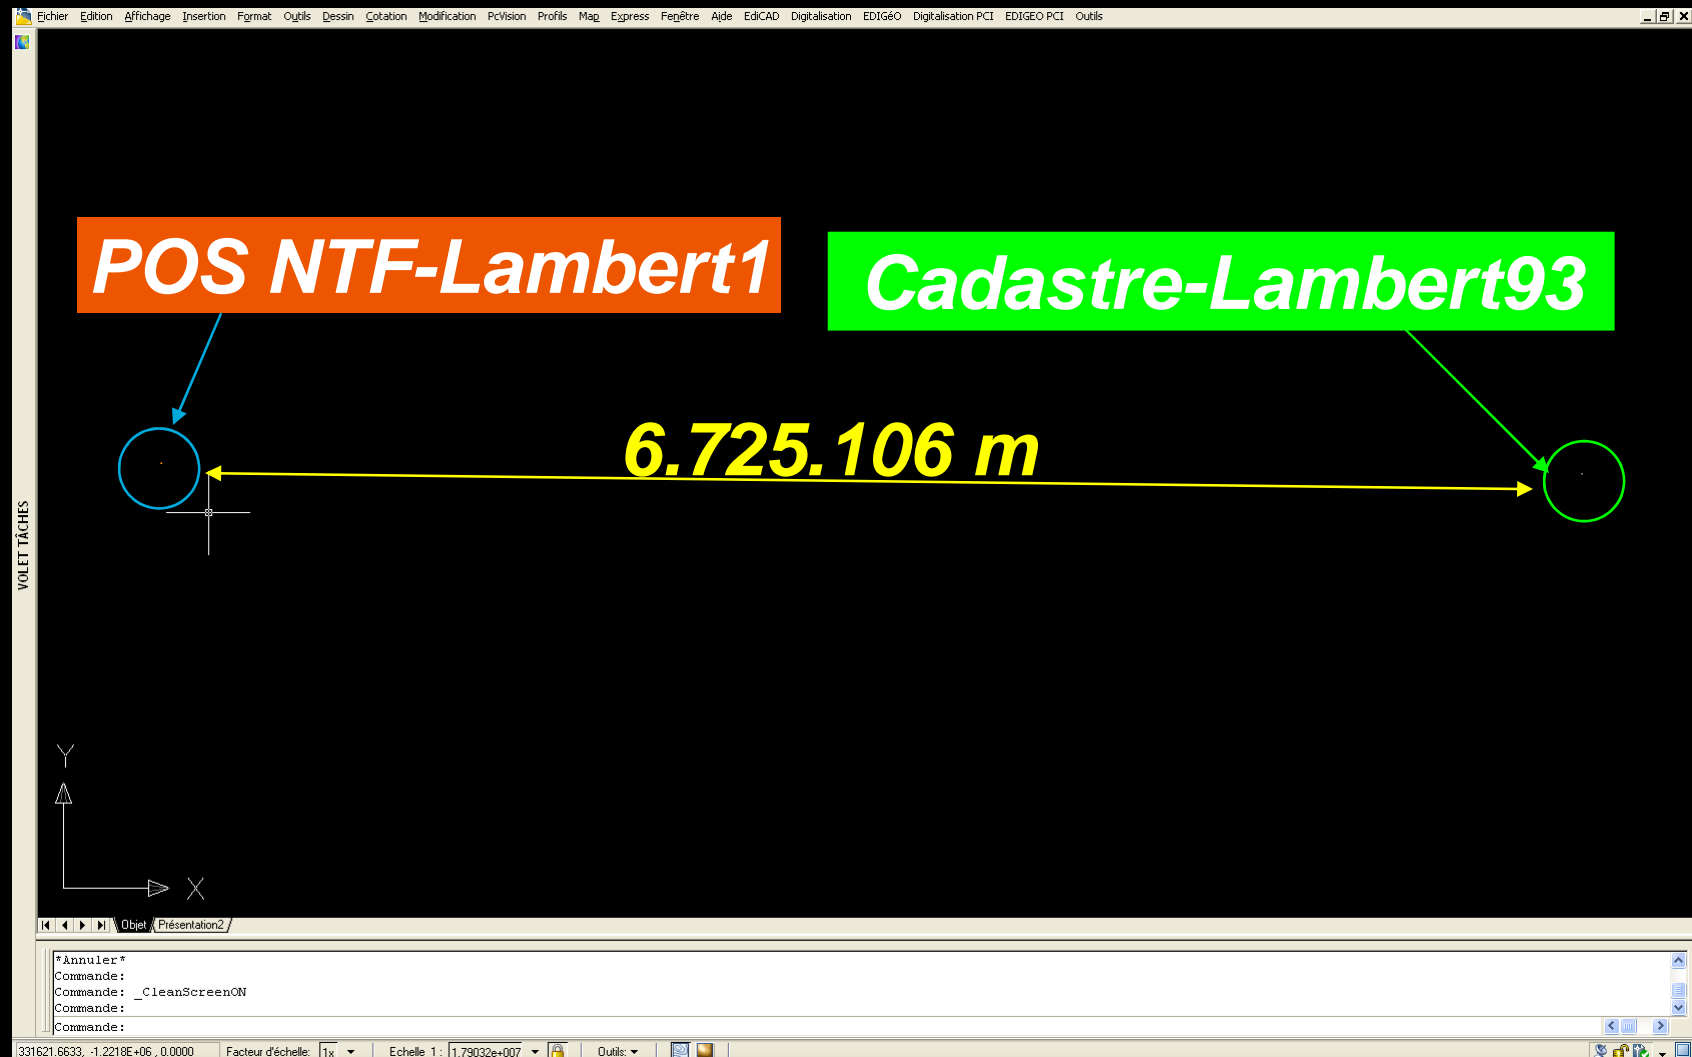 Fichier Edition Affichage Insertion Format Outils Dessin Cotation Modification PcVision Profils Map Express Fenêtre Aide EdiCAD Digitalisation EDIGéO Digitalisation PCI EDIGEO PCI Outils
POS NTF-Lambert1
Cadastre-Lambert93
6.725.106 m
VOLET TÂCHES
Y
X
Objet Présentation2
*Annuler*
Commande:
Commande: _CleanScreenON
Commande:
Commande:
331621.6633, -1.2218E+06 , 0.0000 Facteur d'échelle: 1x Echelle 1 : 1.79032e+007 Outils: